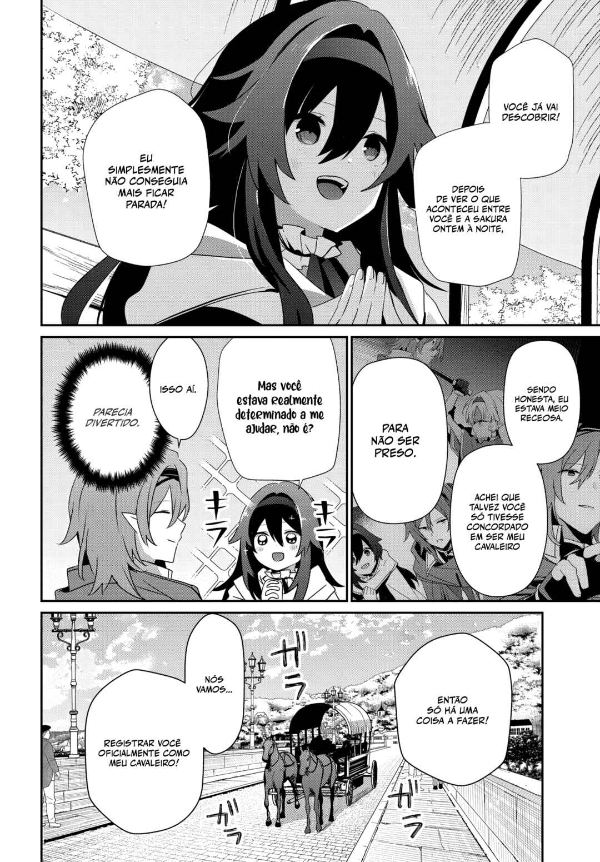 VOCÊ JÁ VAI
DESCOBRIR!
DEPOIS
DE VER O QUE
ACONTECEU ENTRE
VOCÊ E A SAKURA
ONTEM À NOITE,
EU
SIMPLESMENTE
NÃO CONSEGUIA
MAIS FICAR
PARADA!
SENDO
HONESTA, EU
ESTAVA MEIO
RECEOSA.
ACHEI QUE
TALVEZ VOCÊ
SÓ TIVESSE
CONCORDADO
EM SER MEU
CAVALEIRO
PARA
NÃO SER
PRESO.
Mas você
estava realmente
determinado a me
ajudar, não é?
ISSO AÍ.
PARECIA
DIVERTIDO.
キラ
キラ
ENTÃO
SÓ HÁ UMA
COISA A FAZER!
ガラ
ガラ
NÓS
VAMOS...
REGISTRAR VOCÊ
OFICIALMENTE COMO
MEU CAVALEIRO!